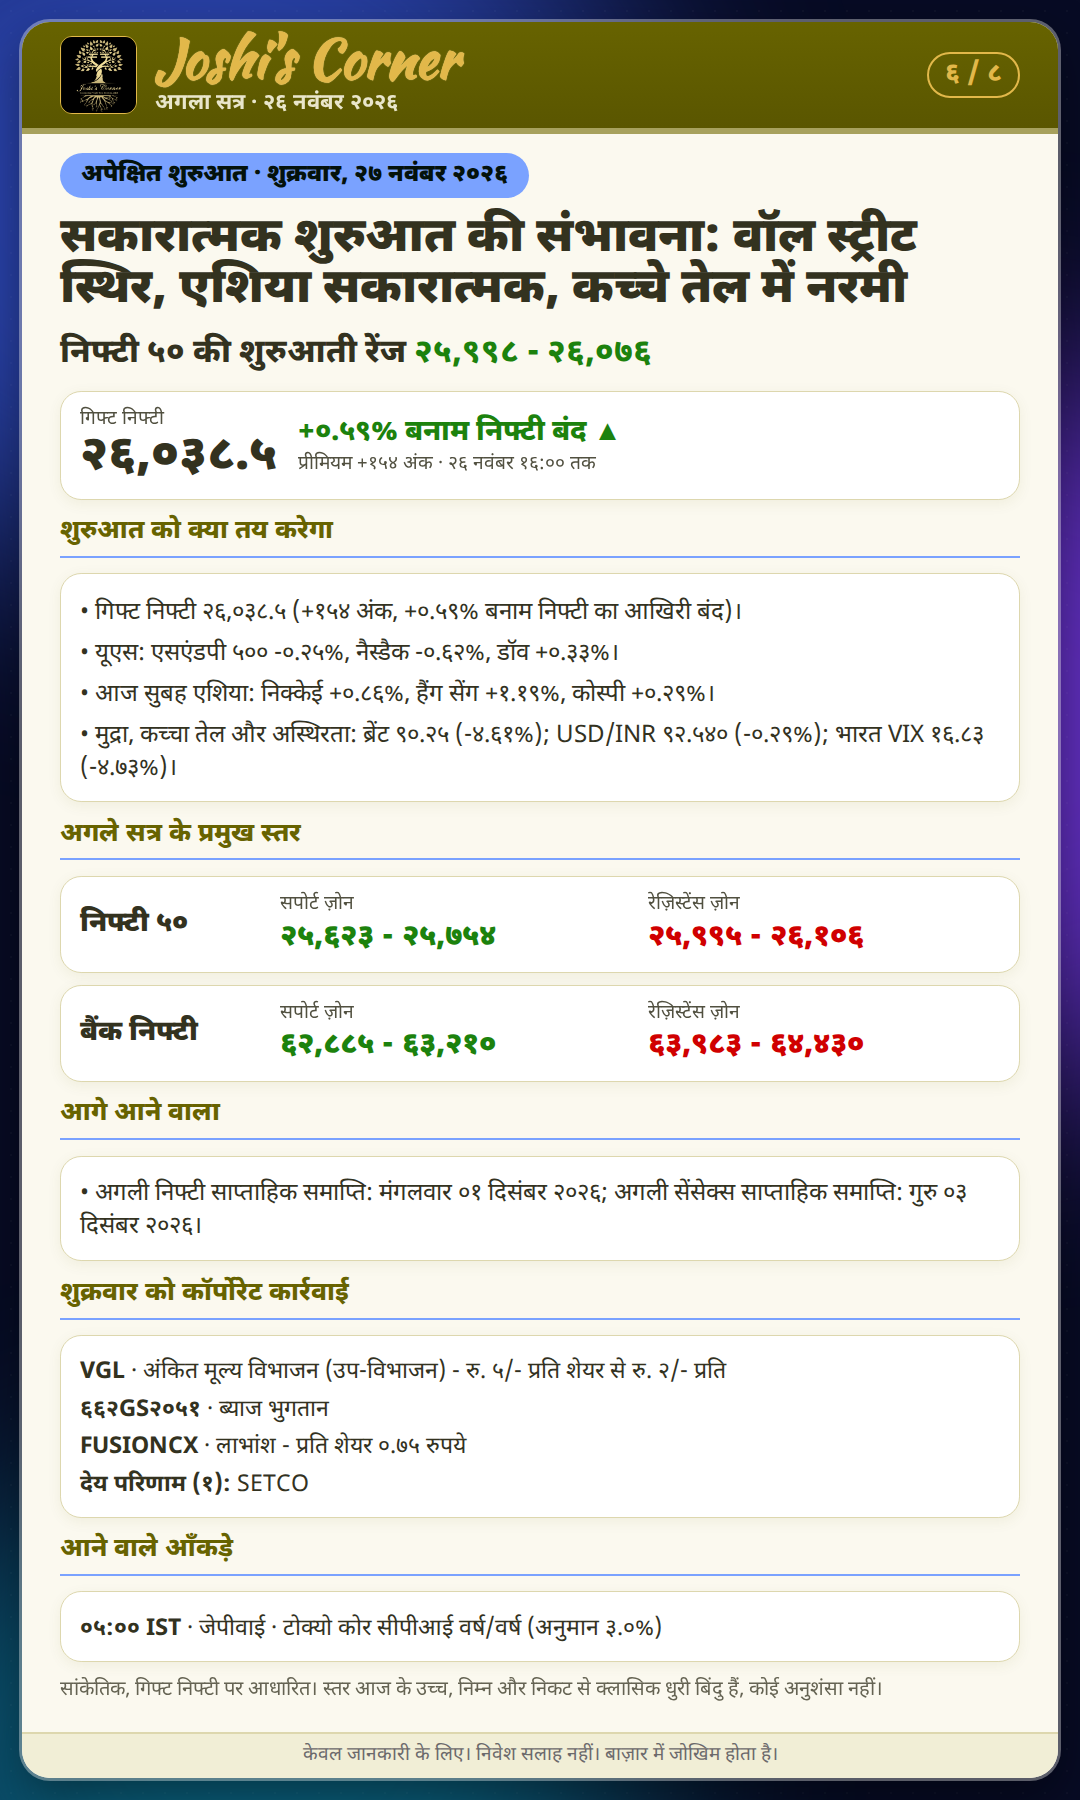 Joshi's Corner
Joshi's Corner
अगला सत्र · २६ नवंबर २०२६
६ / ८
अपेक्षित शुरुआत · शुक्रवार, २७ नवंबर २०२६
सकारात्मक शुरुआत की संभावना: वॉल स्ट्रीट
स्थिर, एशिया सकारात्मक, कच्चे तेल में नरमी
निफ्टी ५० की शुरुआती रेंज २५,९९८ - २६,०७६
गिफ्ट निफ्टी
२६,०३८.५
+०.५९% बनाम निफ्टी बंद ▲
प्रीमियम +१५४ अंक · २६ नवंबर १६:०० तक
शुरुआत को क्या तय करेगा
• गिफ्ट निफ्टी २६,०३८.५ (+१५४ अंक, +०.५९% बनाम निफ्टी का आखिरी बंद)।
• यूएस: एसएंडपी ५०० -०.२५%, नैस्डैक -०.६२%, डॉव +०.३३%।
• आज सुबह एशिया: निक्केई +०.८६%, हैंग सेंग +१.१९%, कोस्पी +०.२९%।
• मुद्रा, कच्चा तेल और अस्थिरता: ब्रेंट ९०.२५ (-४.६१%); USD/INR ९२.५४० (-०.२९%); भारत VIX १६.८३
(-४.७३%)।
अगले सत्र के प्रमुख स्तर
निफ्टी ५०
सपोर्ट ज़ोन
२५,६२३ - २५,७५४
रेज़िस्टेंस ज़ोन
२५,९९५ - २६,१०६
बैंक निफ्टी
सपोर्ट ज़ोन
६२,८८५ - ६३,२१०
रेज़िस्टेंस ज़ोन
६३,९८३ - ६४,४३०
आगे आने वाला
• अगली निफ्टी साप्ताहिक समाप्ति: मंगलवार ०१ दिसंबर २०२६; अगली सेंसेक्स साप्ताहिक समाप्ति: गुरु ०३
दिसंबर २०२६।
शुक्रवार को कॉर्पोरेट कार्रवाई
VGL · अंकित मूल्य विभाजन (उप-विभाजन) - रु. ५/- प्रति शेयर से रु. २/- प्रति
६६२GS२०५१ · ब्याज भुगतान
FUSIONCX · लाभांश - प्रति शेयर ०.७५ रुपये
देय परिणाम (१): SETCO
आने वाले आँकड़े
०५:०० IST · जेपीवाई · टोक्यो कोर सीपीआई वर्ष/वर्ष (अनुमान ३.०%)
सांकेतिक, गिफ्ट निफ्टी पर आधारित। स्तर आज के उच्च, निम्न और निकट से क्लासिक धुरी बिंदु हैं, कोई अनुशंसा नहीं।
केवल जानकारी के लिए। निवेश सलाह नहीं। बाज़ार में जोखिम होता है।